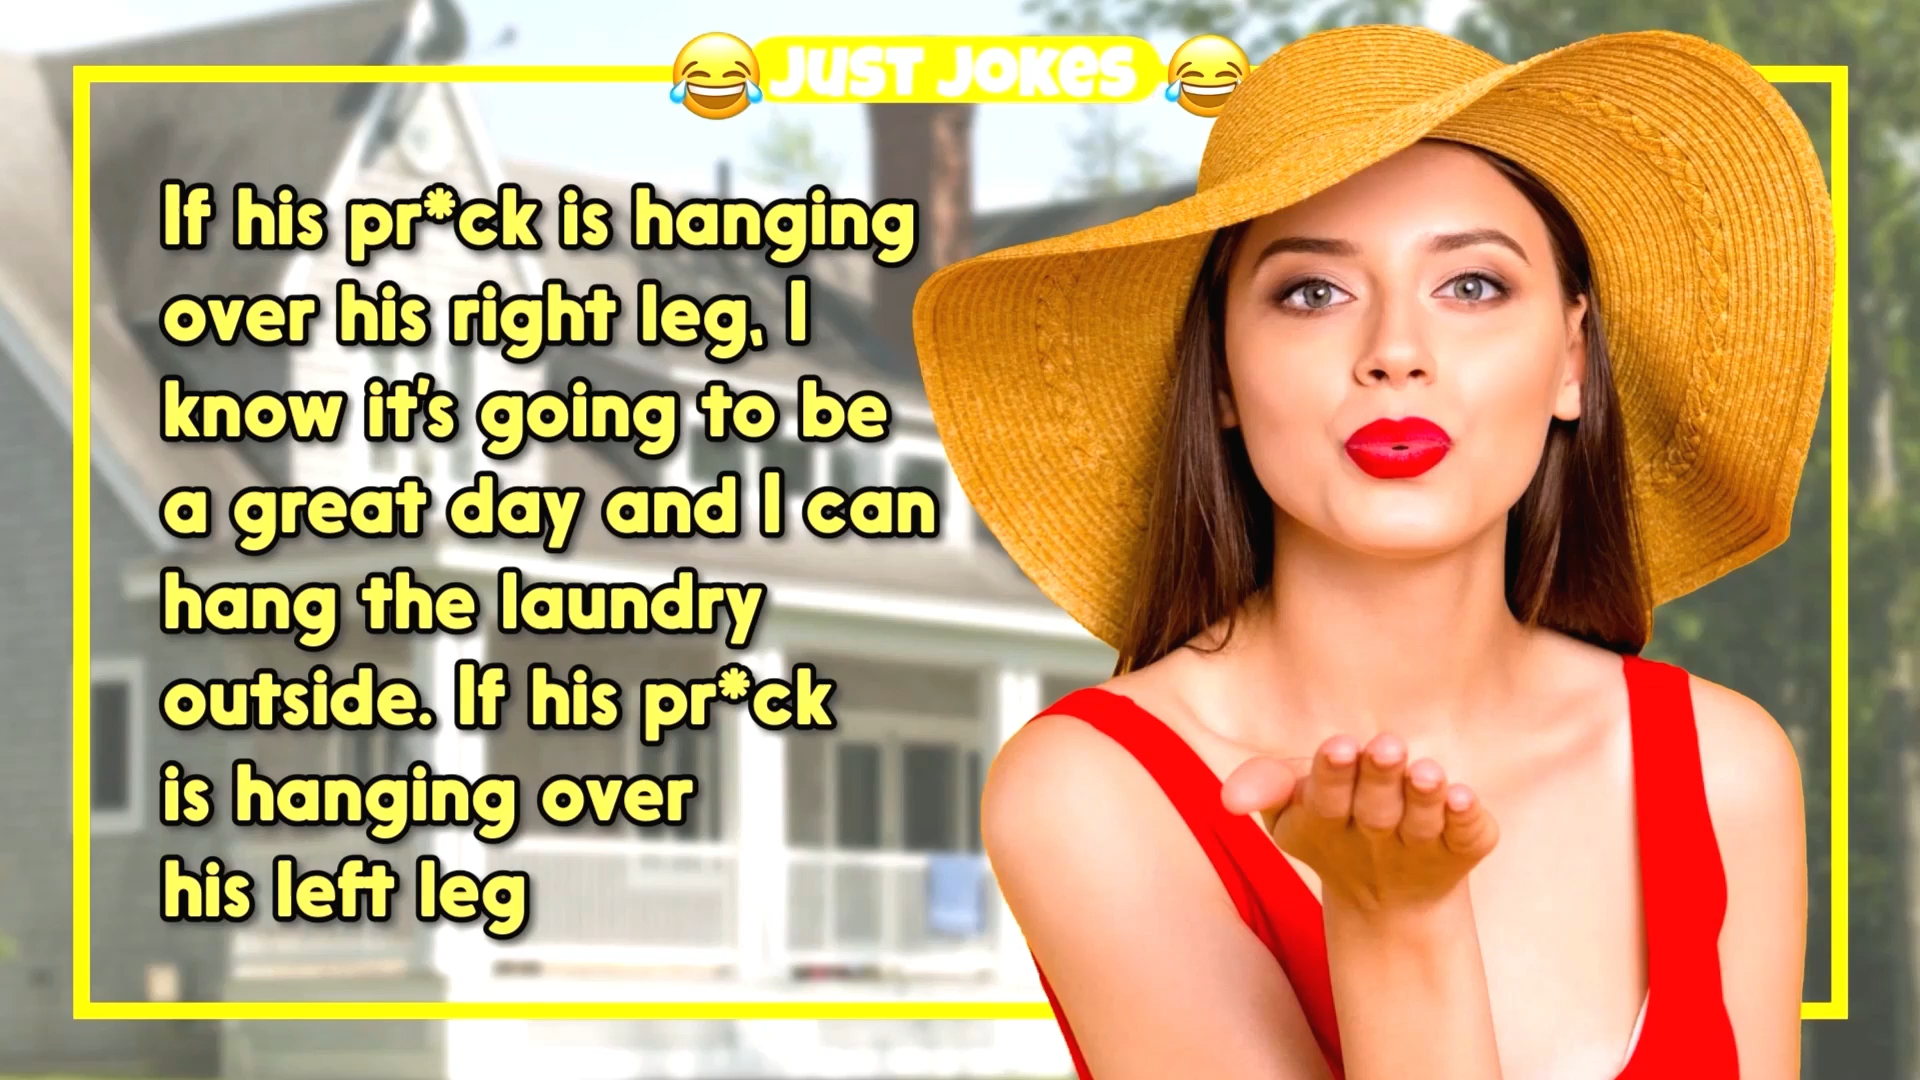 JUST JOKES
If his pr*ck is hanging
over his right leg, I
know it's going to be
a great day and I can
hang the laundry
outside. If his pr*ck
is hanging over
his left leg